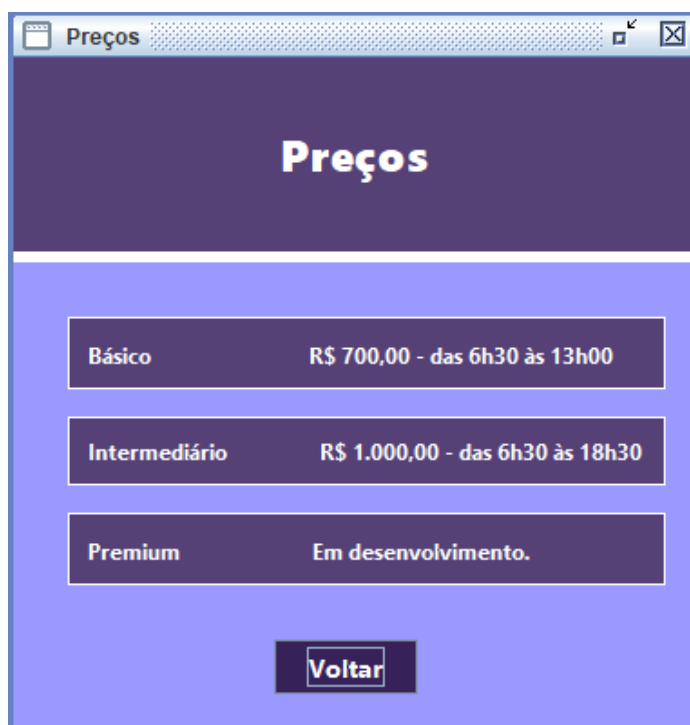 Preços
Preços
Básico R$ 700,00 - das 6h30 às 13h00
Intermediário R$ 1.000,00 - das 6h30 às 18h30
Premium Em desenvolvimento.
Voltar